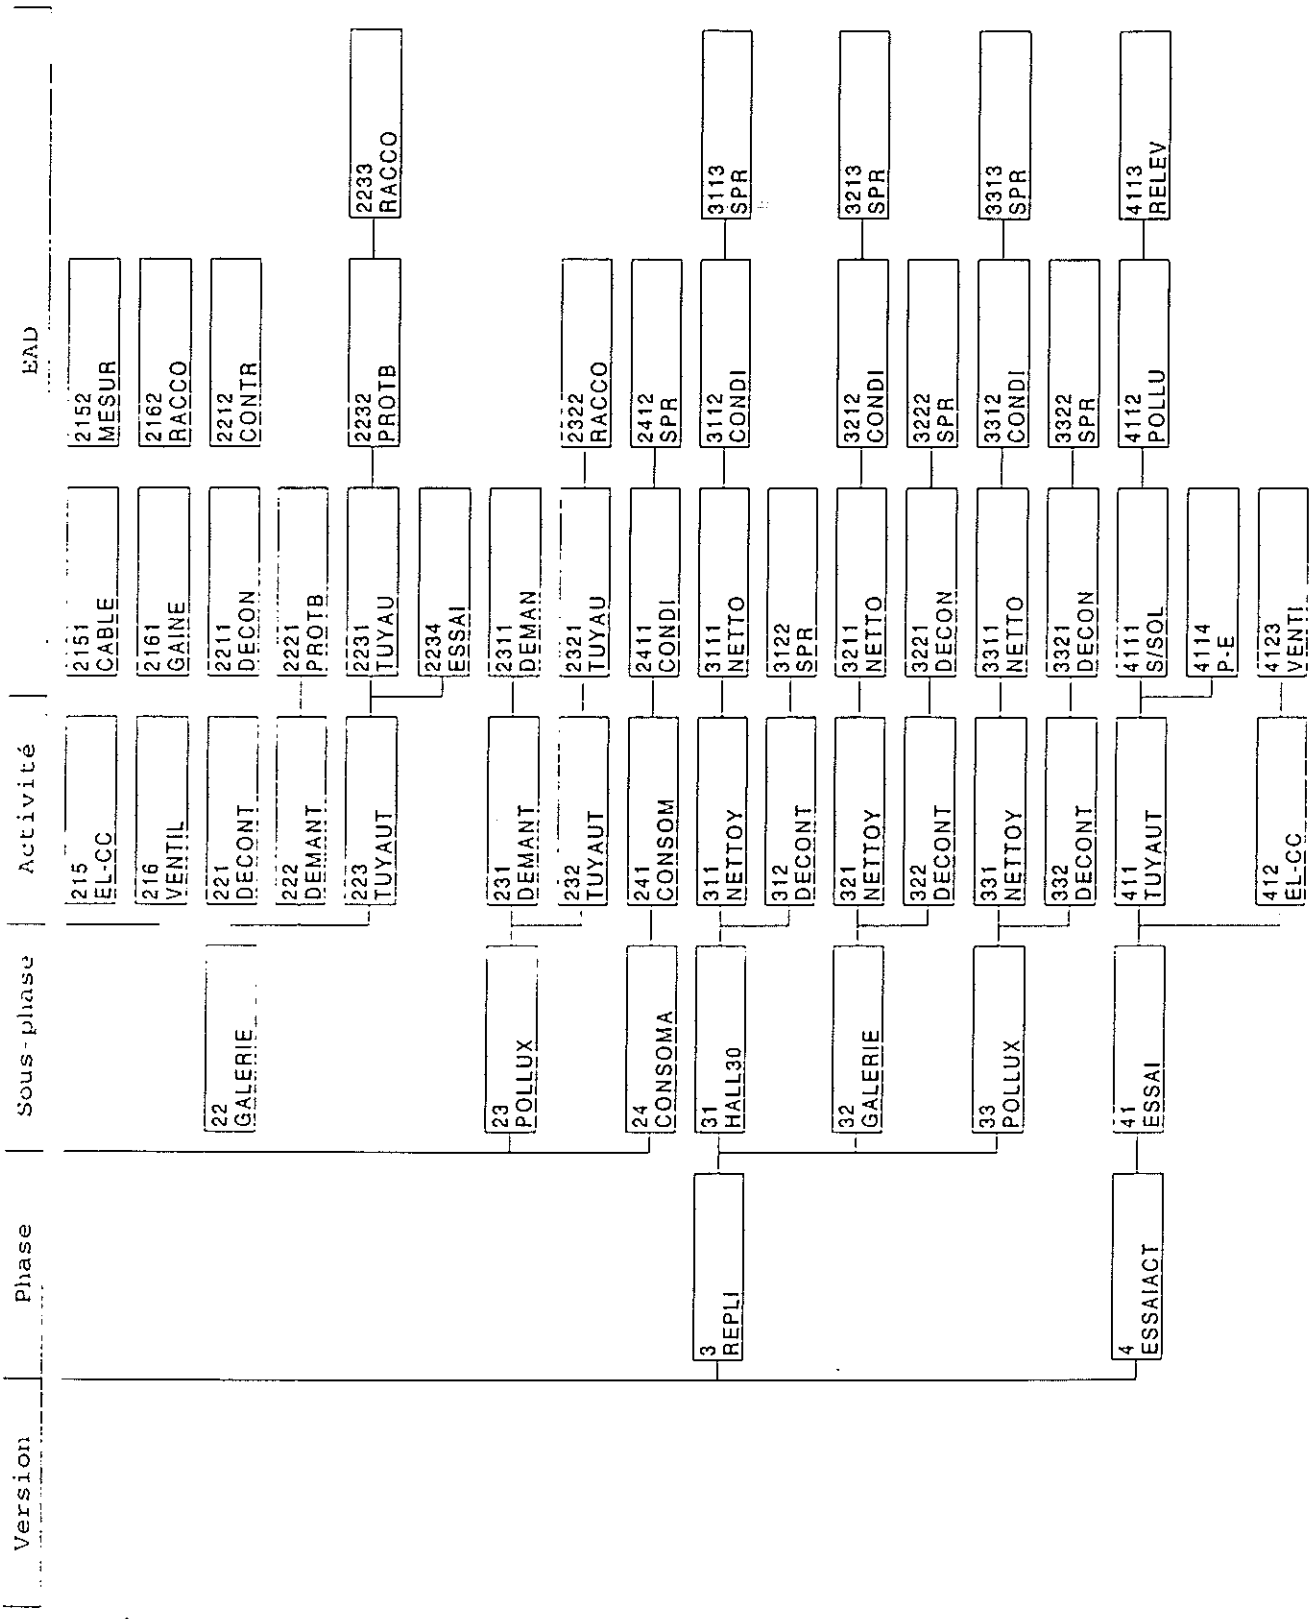 Version Phase Sous-phase Activité EAD
215
EL-CC
2151
CABLE
2152
MESUR
216
VENTIL
2161
GAINE
2162
RACCO
22
GALERIE
221
DECONT
2211
DECON
2212
CONTR
222
DEMANT
2221
PROTB
223
TUYAUT
2231
TUYAU
2232
PROTB
2233
RACCO
2234
ESSAI
23
POLLUX
231
DEMANT
2311
DEMAN
232
TUYAUT
2321
TUYAU
2322
RACCO
24
CONSOMA
241
CONSOM
2411
CONDI
2412
SPR
3
REPLI
31
HALL30
311
NETTOY
3111
NETTO
3112
CONDI
3113
SPR
312
DECONT
3122
SPR
32
GALERIE
321
NETTOY
3211
NETTO
3212
CONDI
3213
SPR
322
DECONT
3221
DECON
3222
SPR
33
POLLUX
331
NETTOY
3311
NETTO
3312
CONDI
3313
SPR
332
DECONT
3321
DECON
3322
SPR
4
ESSAIACT
41
ESSAI
411
TUYAUT
4111
S/SOL
4112
POLLU
4113
RELEV
4114
P-E
412
EL-CC
4123
VENTI